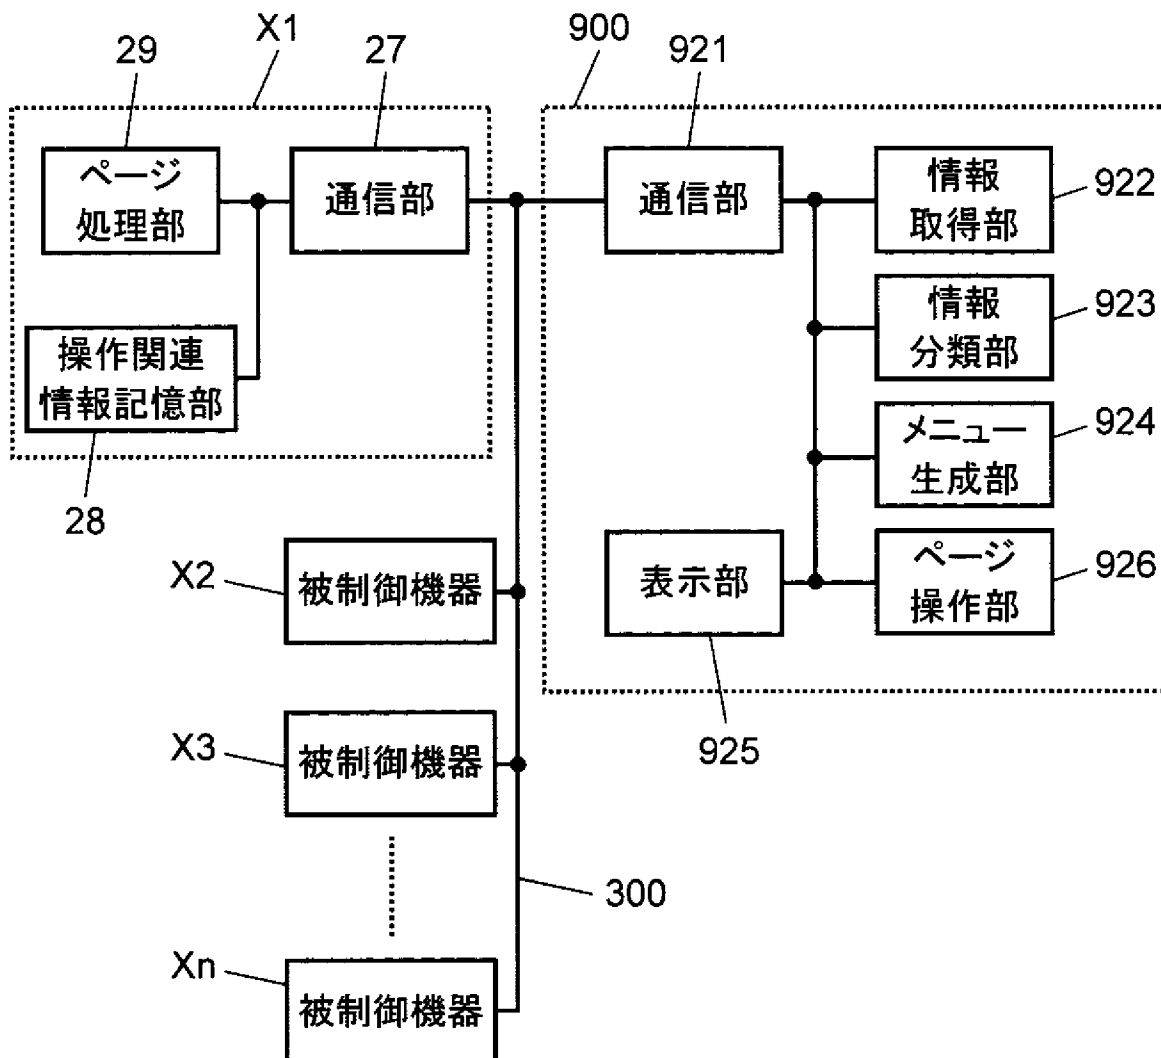 X1
900
29
27
921
ページ
処理部
通信部
通信部
情報
取得部
922
操作関連
情報記憶部
情報
分類部
923
28
メニュー
生成部
924
X2
被制御機器
表示部
ページ
操作部
926
X3
被制御機器
925
300
Xn
被制御機器